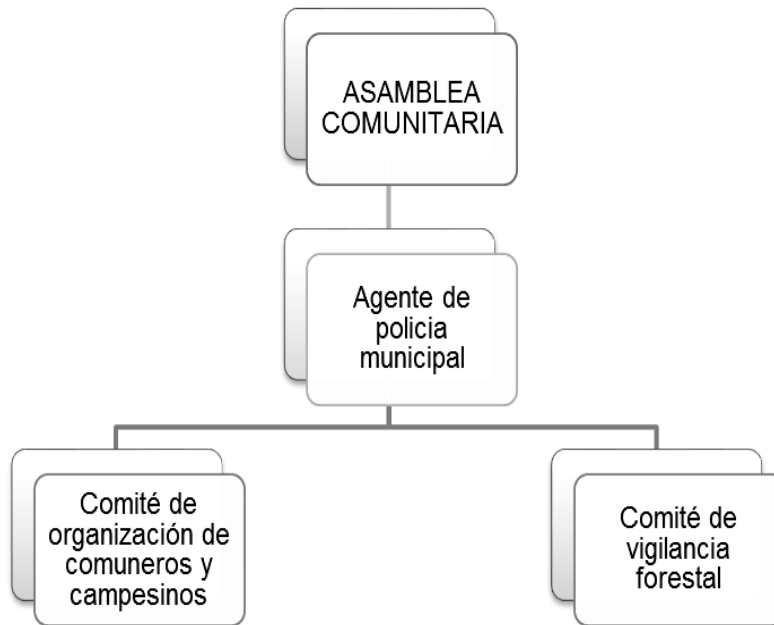 ASAMBLEA
COMUNITARIA
Agente de
policia
municipal
Comité de
organización de
comuneros y
campesinos
Comité de
vigilancia
forestal